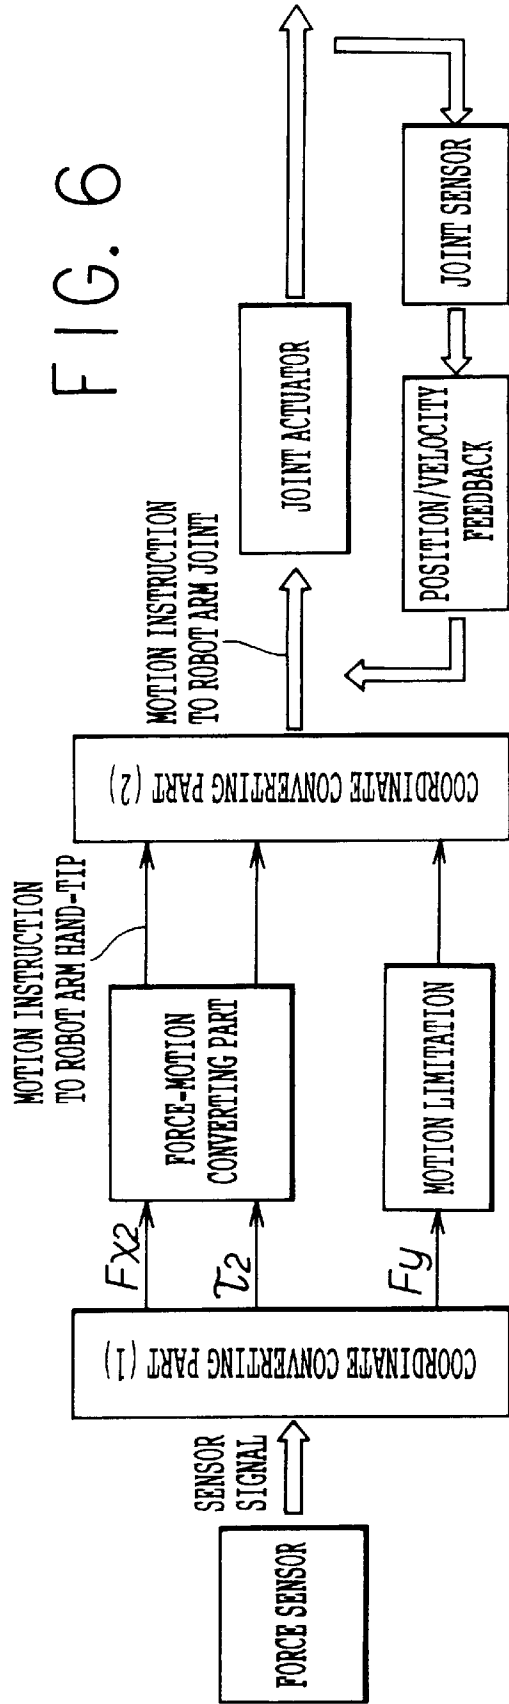 FIG. 6
FORCE SENSOR
SENSOR
SIGNAL
COORDINATE CONVERTING PART (1)
Fx2
τ2
Fy
FORCE-MOTION
CONVERTING PART
MOTION LIMITATION
MOTION INSTRUCTION
TO ROBOT ARM HAND-TIP
COORDINATE CONVERTING PART (2)
MOTION INSTRUCTION
TO ROBOT ARM JOINT
JOINT ACTUATOR
POSITION/VELOCITY
FEEDBACK
JOINT SENSOR